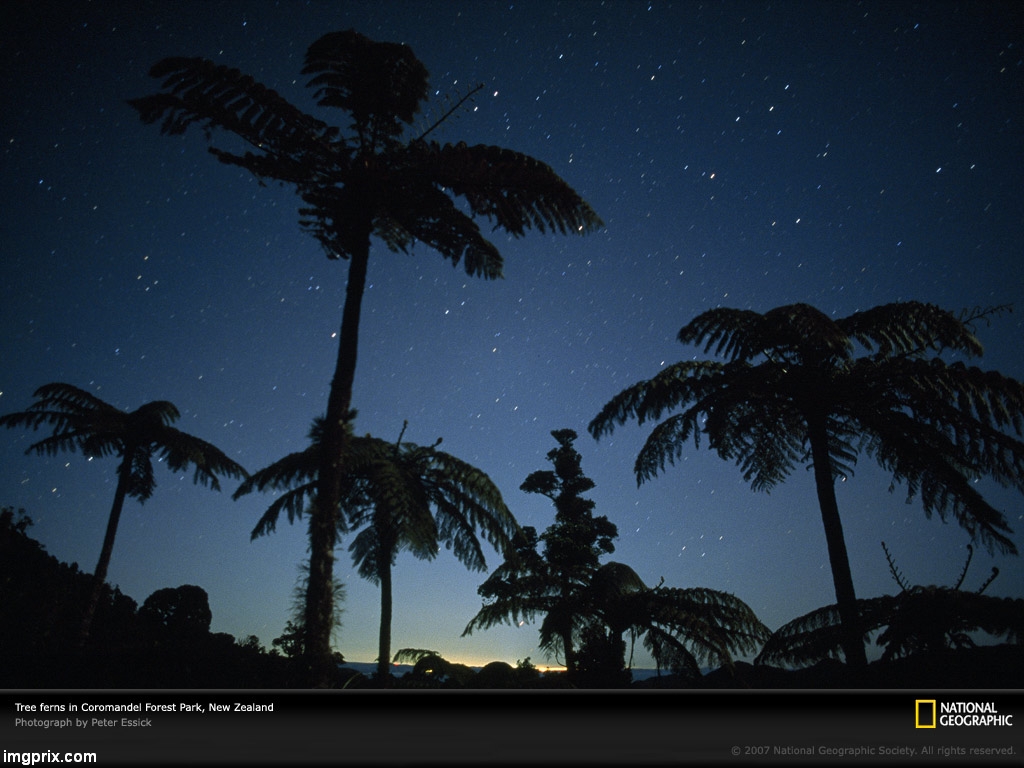 Tree ferns in Coromandel Forest Park, New Zealand
Photograph by Peter Essick
NATIONAL
GEOGRAPHIC
© 2007 National Geographic Society. All rights reserved.
imgprix.com